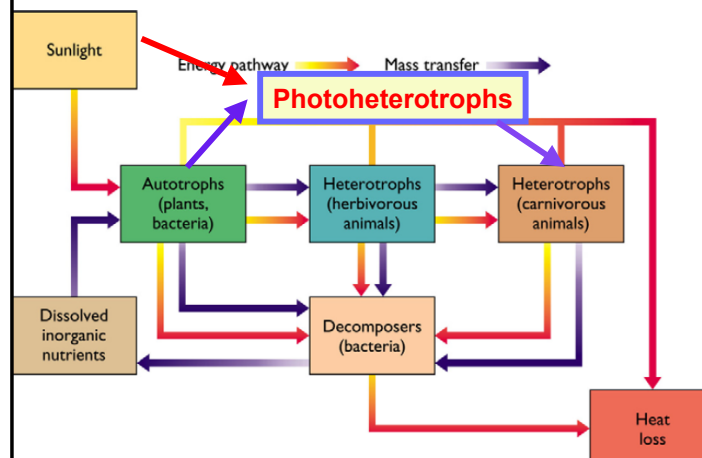 Sunlight
Energy pathway
Mass transfer
Photoheterotrophs
Autotrophs
(plants,
bacteria)
Heterotrophs
(herbivorous
animals)
Heterotrophs
(carnivorous
animals)
Dissolved
inorganic
nutrients
Decomposers
(bacteria)
Heat
loss